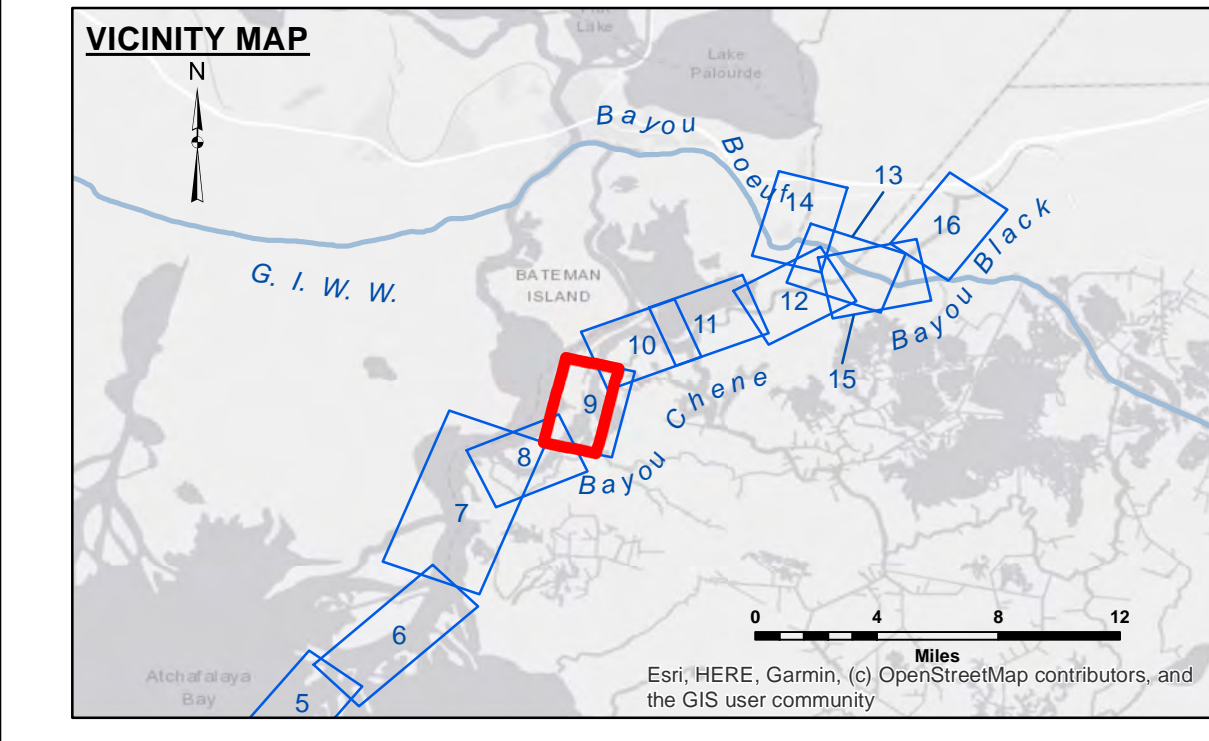 VICINITY MAP
N
Lake
Lake
Palourde
Bayou
Boeuf
13
14
16
G. I. W. W.
BATEMAN
ISLAND
Bayou Black
12
11
10
15
9
Bayou Chene
8
7
6
5
Atchafalaya
Bay
0 4 8 12
Miles
Esri, HERE, Garmin, (c) OpenStreetMap contributors, and
the GIS user community